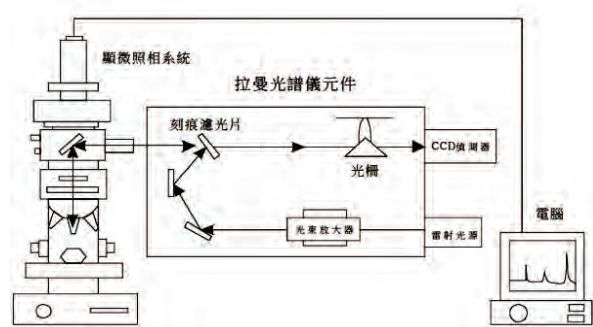 顯微照相系統
拉曼光譜儀元件
刻痕濾光片
光柵
CCD偵測器
電腦
光束放大器
雷射光源